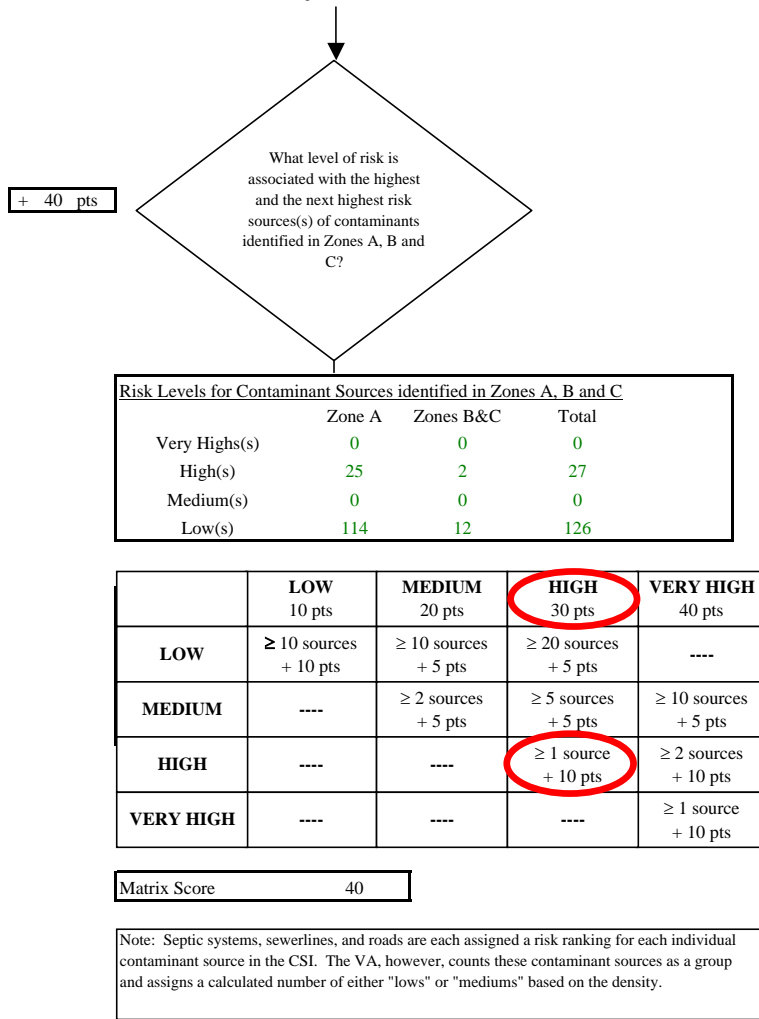 What level of risk is
associated with the highest
and the next highest risk
sources(s) of contaminants
identified in Zones A, B and
C?
+ 40 pts
Risk Levels for Contaminant Sources identified in Zones A, B and C
Zone A Zones B&C Total
Very Highs(s) 0 0 0
High(s) 25 2 27
Medium(s) 0 0 0
Low(s) 114 12 126
LOW MEDIUM HIGH VERY HIGH
10 pts 20 pts 30 pts 40 pts
LOW ≥ 10 sources ≥ 10 sources ≥ 20 sources ----
+ 10 pts + 5 pts + 5 pts
MEDIUM ---- ≥ 2 sources ≥ 5 sources ≥ 10 sources
+ 5 pts + 5 pts + 5 pts
HIGH ---- ---- ≥ 1 source ≥ 2 sources
+ 10 pts + 10 pts
VERY HIGH ---- ---- ---- ≥ 1 source
+ 10 pts
Matrix Score 40
Note: Septic systems, sewerlines, and roads are each assigned a risk ranking for each individual
contaminant source in the CSI. The VA, however, counts these contaminant sources as a group
and assigns a calculated number of either "lows" or "mediums" based on the density.